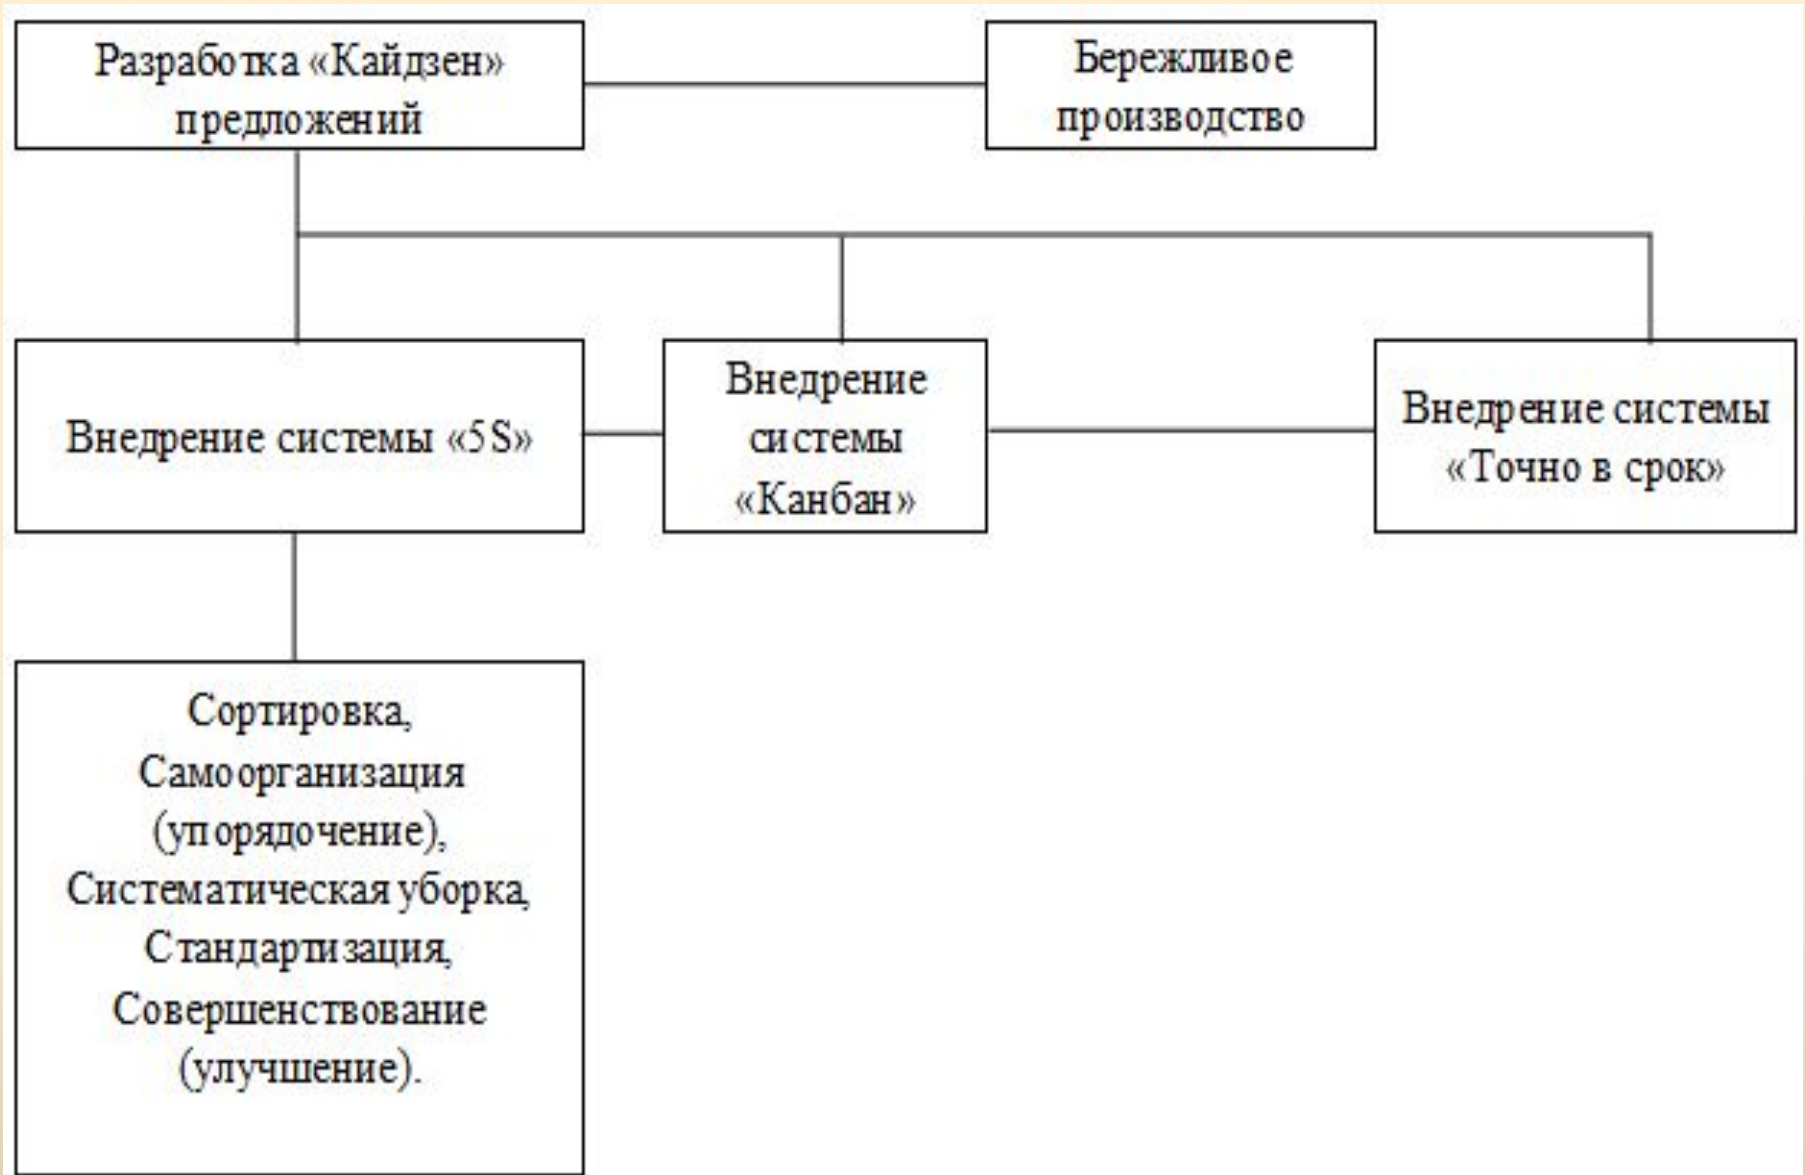 Разработка «Кайдзен»
предложений
Бережливое
производство
Внедрение системы «5S»
Внедрение
системы
«Канбан»
Внедрение системы
«Точно в срок»
Сортировка,
Самоорганизация
(упорядочение),
Систематическая уборка,
Стандартизация,
Совершенствование
(улучшение).